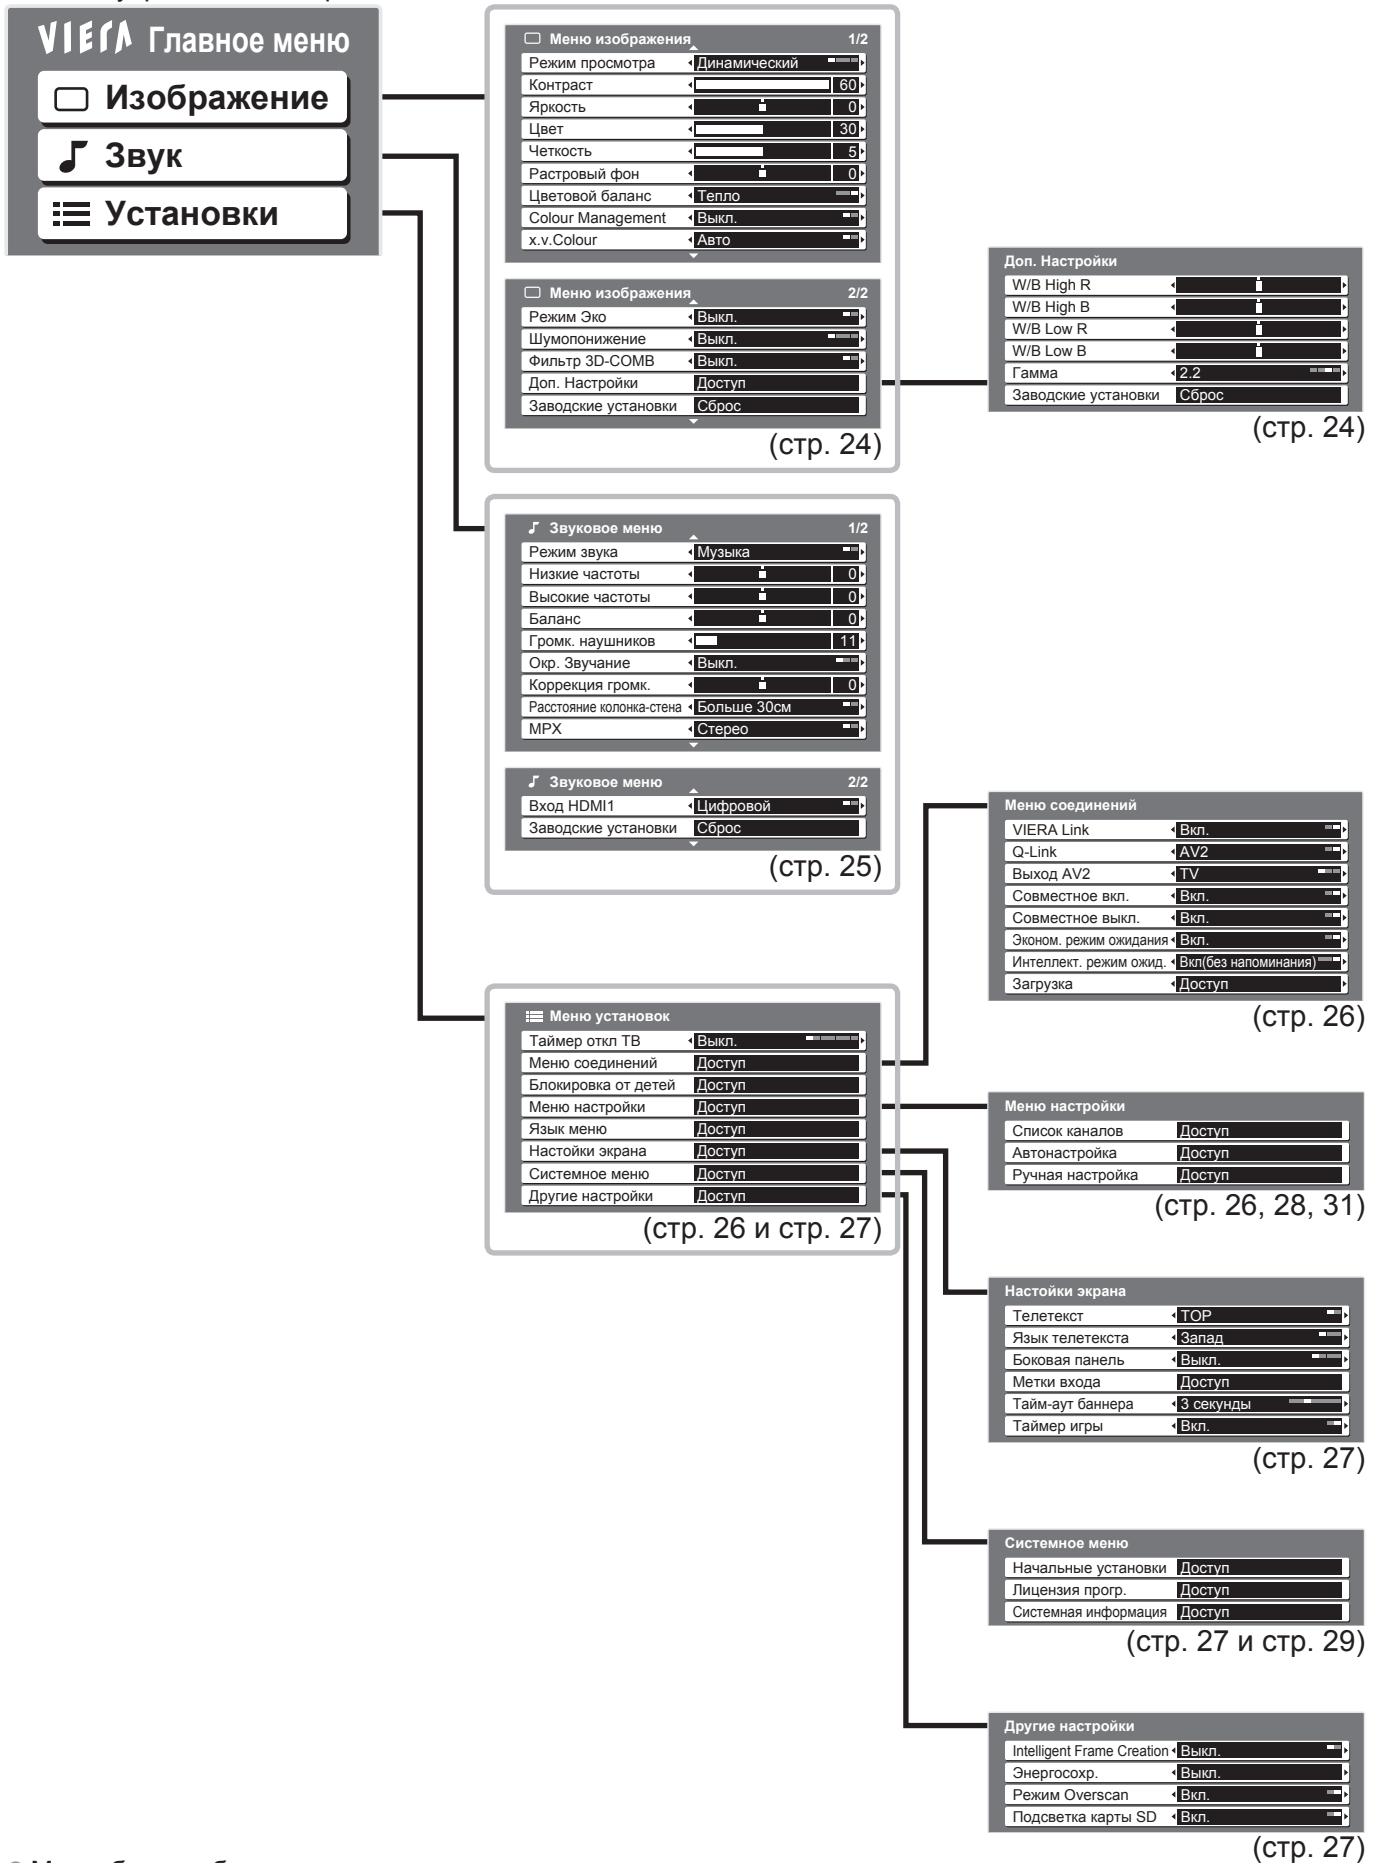 VIErA Главное меню
Изображение
Звук
Установки
Меню изображения 1/2
Режим просмотра Динамический
Контраст 60
Яркость 0
Цвет 30
Четкость 5
Растровый фон 0
Цветовой баланс Тепло
Colour Management Выкл.
x.v.Colour Авто
Меню изображения 2/2
Режим Эко Выкл.
Шумопонижение Выкл.
Фильтр 3D-COMB Выкл.
Доп. Настройки Доступ
Заводские установки Сброс
(стр. 24)
Доп. Настройки
W/B High R
W/B High B
W/B Low R
W/B Low B
Гамма 2.2
Заводские установки Сброс
(стр. 24)
Звуковое меню 1/2
Режим звука Музыка
Низкие частоты 0
Высокие частоты 0
Баланс 0
Громк. наушников 11
Окр. Звучание Выкл.
Коррекция громк. 0
Расстояние колонка-стена Больше 30см
MPX Стерео
Звуковое меню 2/2
Вход HDMI1 Цифровой
Заводские установки Сброс
(стр. 25)
Меню установок
Таймер откл ТВ Выкл.
Меню соединений Доступ
Блокировка от детей Доступ
Меню настройки Доступ
Язык меню Доступ
Настойки экрана Доступ
Системное меню Доступ
Другие настройки Доступ
(стр. 26 и стр. 27)
Меню соединений
VIERA Link Вкл.
Q-Link AV2
Выход AV2 TV
Совместное вкл. Вкл.
Совместное выкл. Вкл.
Эконом. режим ожидания Вкл.
Интеллект. режим ожид. Вкл(без напоминания)
Загрузка Доступ
(стр. 26)
Меню настройки
Список каналов Доступ
Автонастройка Доступ
Ручная настройка Доступ
(стр. 26, 28, 31)
Настойки экрана
Телетекст TOP
Язык телетекста Запад
Боковая панель Выкл.
Метки входа Доступ
Тайм-аут баннера 3 секунды
Таймер игры Вкл.
(стр. 27)
Системное меню
Начальные установки Доступ
Лицензия прогр. Доступ
Системная информация Доступ
(стр. 27 и стр. 29)
Другие настройки
Intelligent Frame Creation Выкл.
Энергосохр. Выкл.
Режим Overscan Вкл.
Подсветка карты SD Вкл.
(стр. 27)